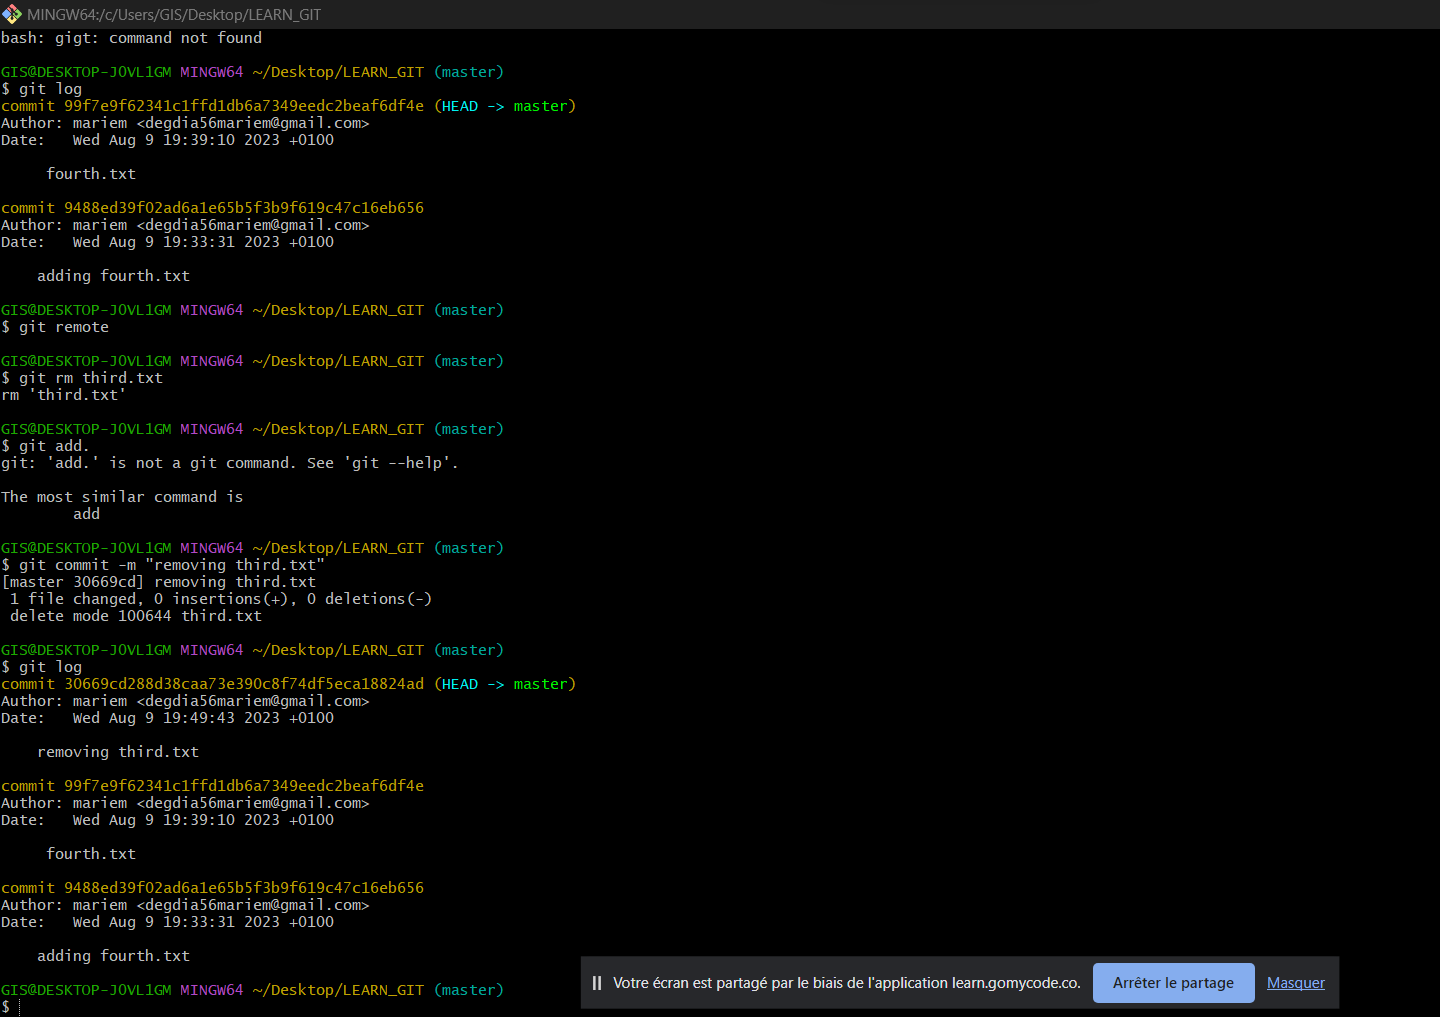 MINGW64:/c/Users/GIS/Desktop/LEARN_GIT
bash: gigt: command not found
GIS@DESKTOP-J0VL1GM MINGW64 ~/Desktop/LEARN_GIT (master)
$ git log
commit 99f7e9f62341c1ffd1db6a7349eedc2beaf6df4e (HEAD -> master)
Author: mariem <degdia56mariem@gmail.com>
Date:   Wed Aug 9 19:39:10 2023 +0100
fourth.txt
commit 9488ed39f02ad6a1e65b5f3b9f619c47c16eb656
Author: mariem <degdia56mariem@gmail.com>
Date:   Wed Aug 9 19:33:31 2023 +0100
adding fourth.txt
GIS@DESKTOP-J0VL1GM MINGW64 ~/Desktop/LEARN_GIT (master)
$ git remote
GIS@DESKTOP-J0VL1GM MINGW64 ~/Desktop/LEARN_GIT (master)
$ git rm third.txt
rm 'third.txt'
GIS@DESKTOP-J0VL1GM MINGW64 ~/Desktop/LEARN_GIT (master)
$ git add.
git: 'add.' is not a git command. See 'git --help'.
The most similar command is
add
GIS@DESKTOP-J0VL1GM MINGW64 ~/Desktop/LEARN_GIT (master)
$ git commit -m "removing third.txt"
[master 30669cd] removing third.txt
1 file changed, 0 insertions(+), 0 deletions(-)
delete mode 100644 third.txt
GIS@DESKTOP-J0VL1GM MINGW64 ~/Desktop/LEARN_GIT (master)
$ git log
commit 30669cd288d38caa73e390c8f74df5eca18824ad (HEAD -> master)
Author: mariem <degdia56mariem@gmail.com>
Date:   Wed Aug 9 19:49:43 2023 +0100
removing third.txt
commit 99f7e9f62341c1ffd1db6a7349eedc2beaf6df4e
Author: mariem <degdia56mariem@gmail.com>
Date:   Wed Aug 9 19:39:10 2023 +0100
fourth.txt
commit 9488ed39f02ad6a1e65b5f3b9f619c47c16eb656
Author: mariem <degdia56mariem@gmail.com>
Date:   Wed Aug 9 19:33:31 2023 +0100
adding fourth.txt
GIS@DESKTOP-J0VL1GM MINGW64 ~/Desktop/LEARN_GIT (master)
$
Votre écran est partagé par le biais de l'application learn.gomycode.co. Arrêter le partage Masquer